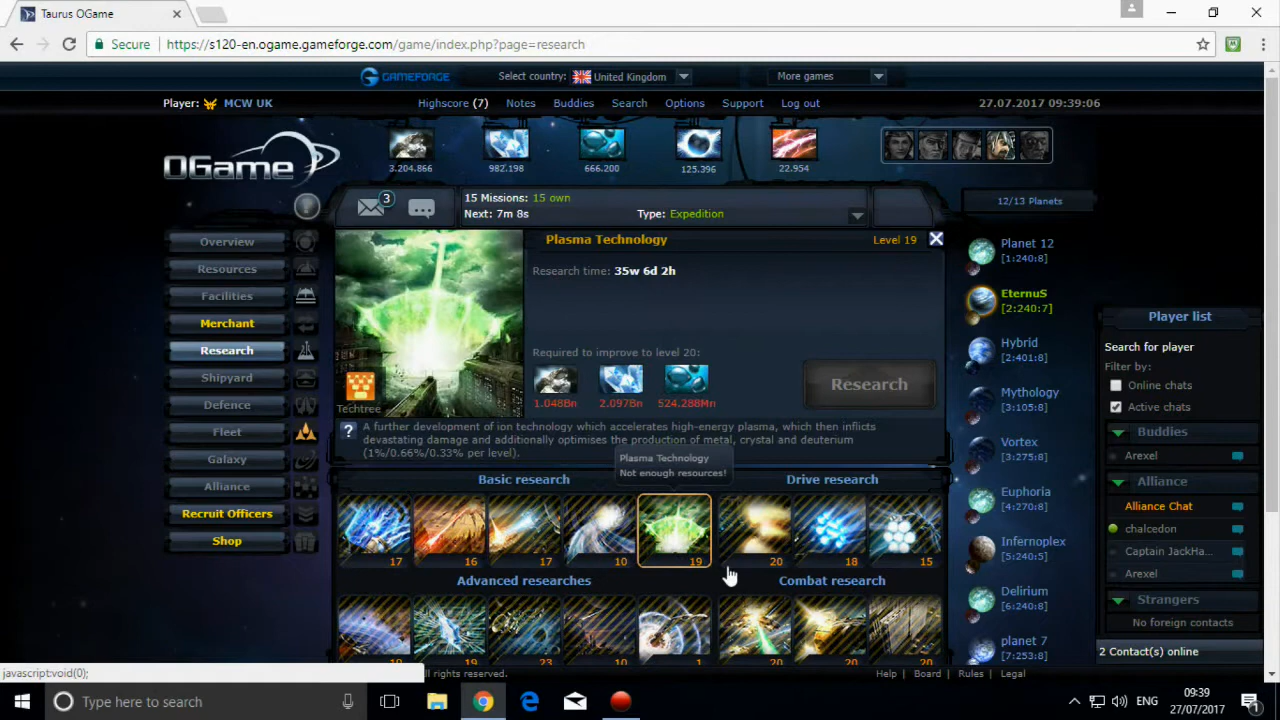 Taurus OGame
Secure
https://s120-en.ogame.gameforge.com/game/index.php?page=research
GAMEFORGE
Select country:
United Kingdom
More games
Player: MCW UK
Highscore (7)
Notes
Buddies
Search
Options
Support
Log out
27.07.2017 09:39:06
OGAME
3.204.866
982.198
666.200
125.396
22.954
3
15 Missions: 15 own
Next: 7m 8s
Type: Expedition
12/13 Planets
Overview
Resources
Facilities
Merchant
Research
Shipyard
Defence
Fleet
Galaxy
Alliance
Recruit Officers
Shop
Plasma Technology
Level 19
Research time: 35w 6d 2h
Required to improve to level 20:
1.048Bn
2.097Bn
524.288Mn
Research
Techtree
?
A further development of ion technology which accelerates high-energy plasma, which then inflicts
devastating damage and additionally optimises the production of metal, crystal and deuterium
(1%/0.66%/0.33% per level).
Plasma Technology
Not enough resources!
Basic research
Drive research
17
16
17
10
19
20
18
15
Advanced researches
Combat research
19
23
10
1
20
20
20
Planet 12
[1:240:8]
EternuS
[2:240:7]
Hybrid
[2:401:8]
Mythology
[3:105:8]
Vortex
[3:275:8]
Euphoria
[4:270:8]
Infernoplex
[5:240:5]
Delirium
[6:240:8]
planet 7
[7:253:8]
Player list
Search for player
Filter by:
Online chats
Active chats
Buddies
Arexel
Alliance
Alliance Chat
chalcedon
Captain JackHa...
Arexel
Strangers
No foreign contacts
2 Contact(s) online
javascript:void(0);
ll rights reserved.
Help
Board
Rules
Legal
Type here to search
ENG
09:39
27/07/2017
1